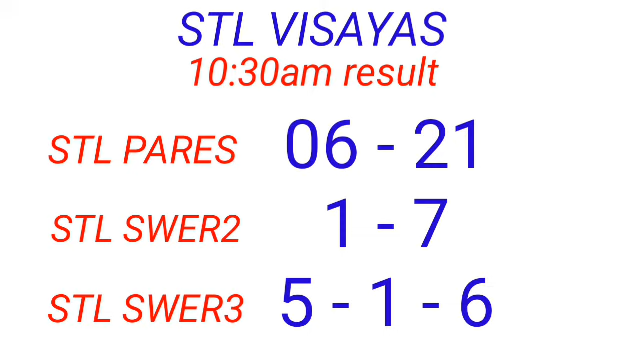 STL VISAYAS
10:30am result
STL PARES 06 - 21
STL SWER2 1 - 7
STL SWER3 5 - 1 - 6